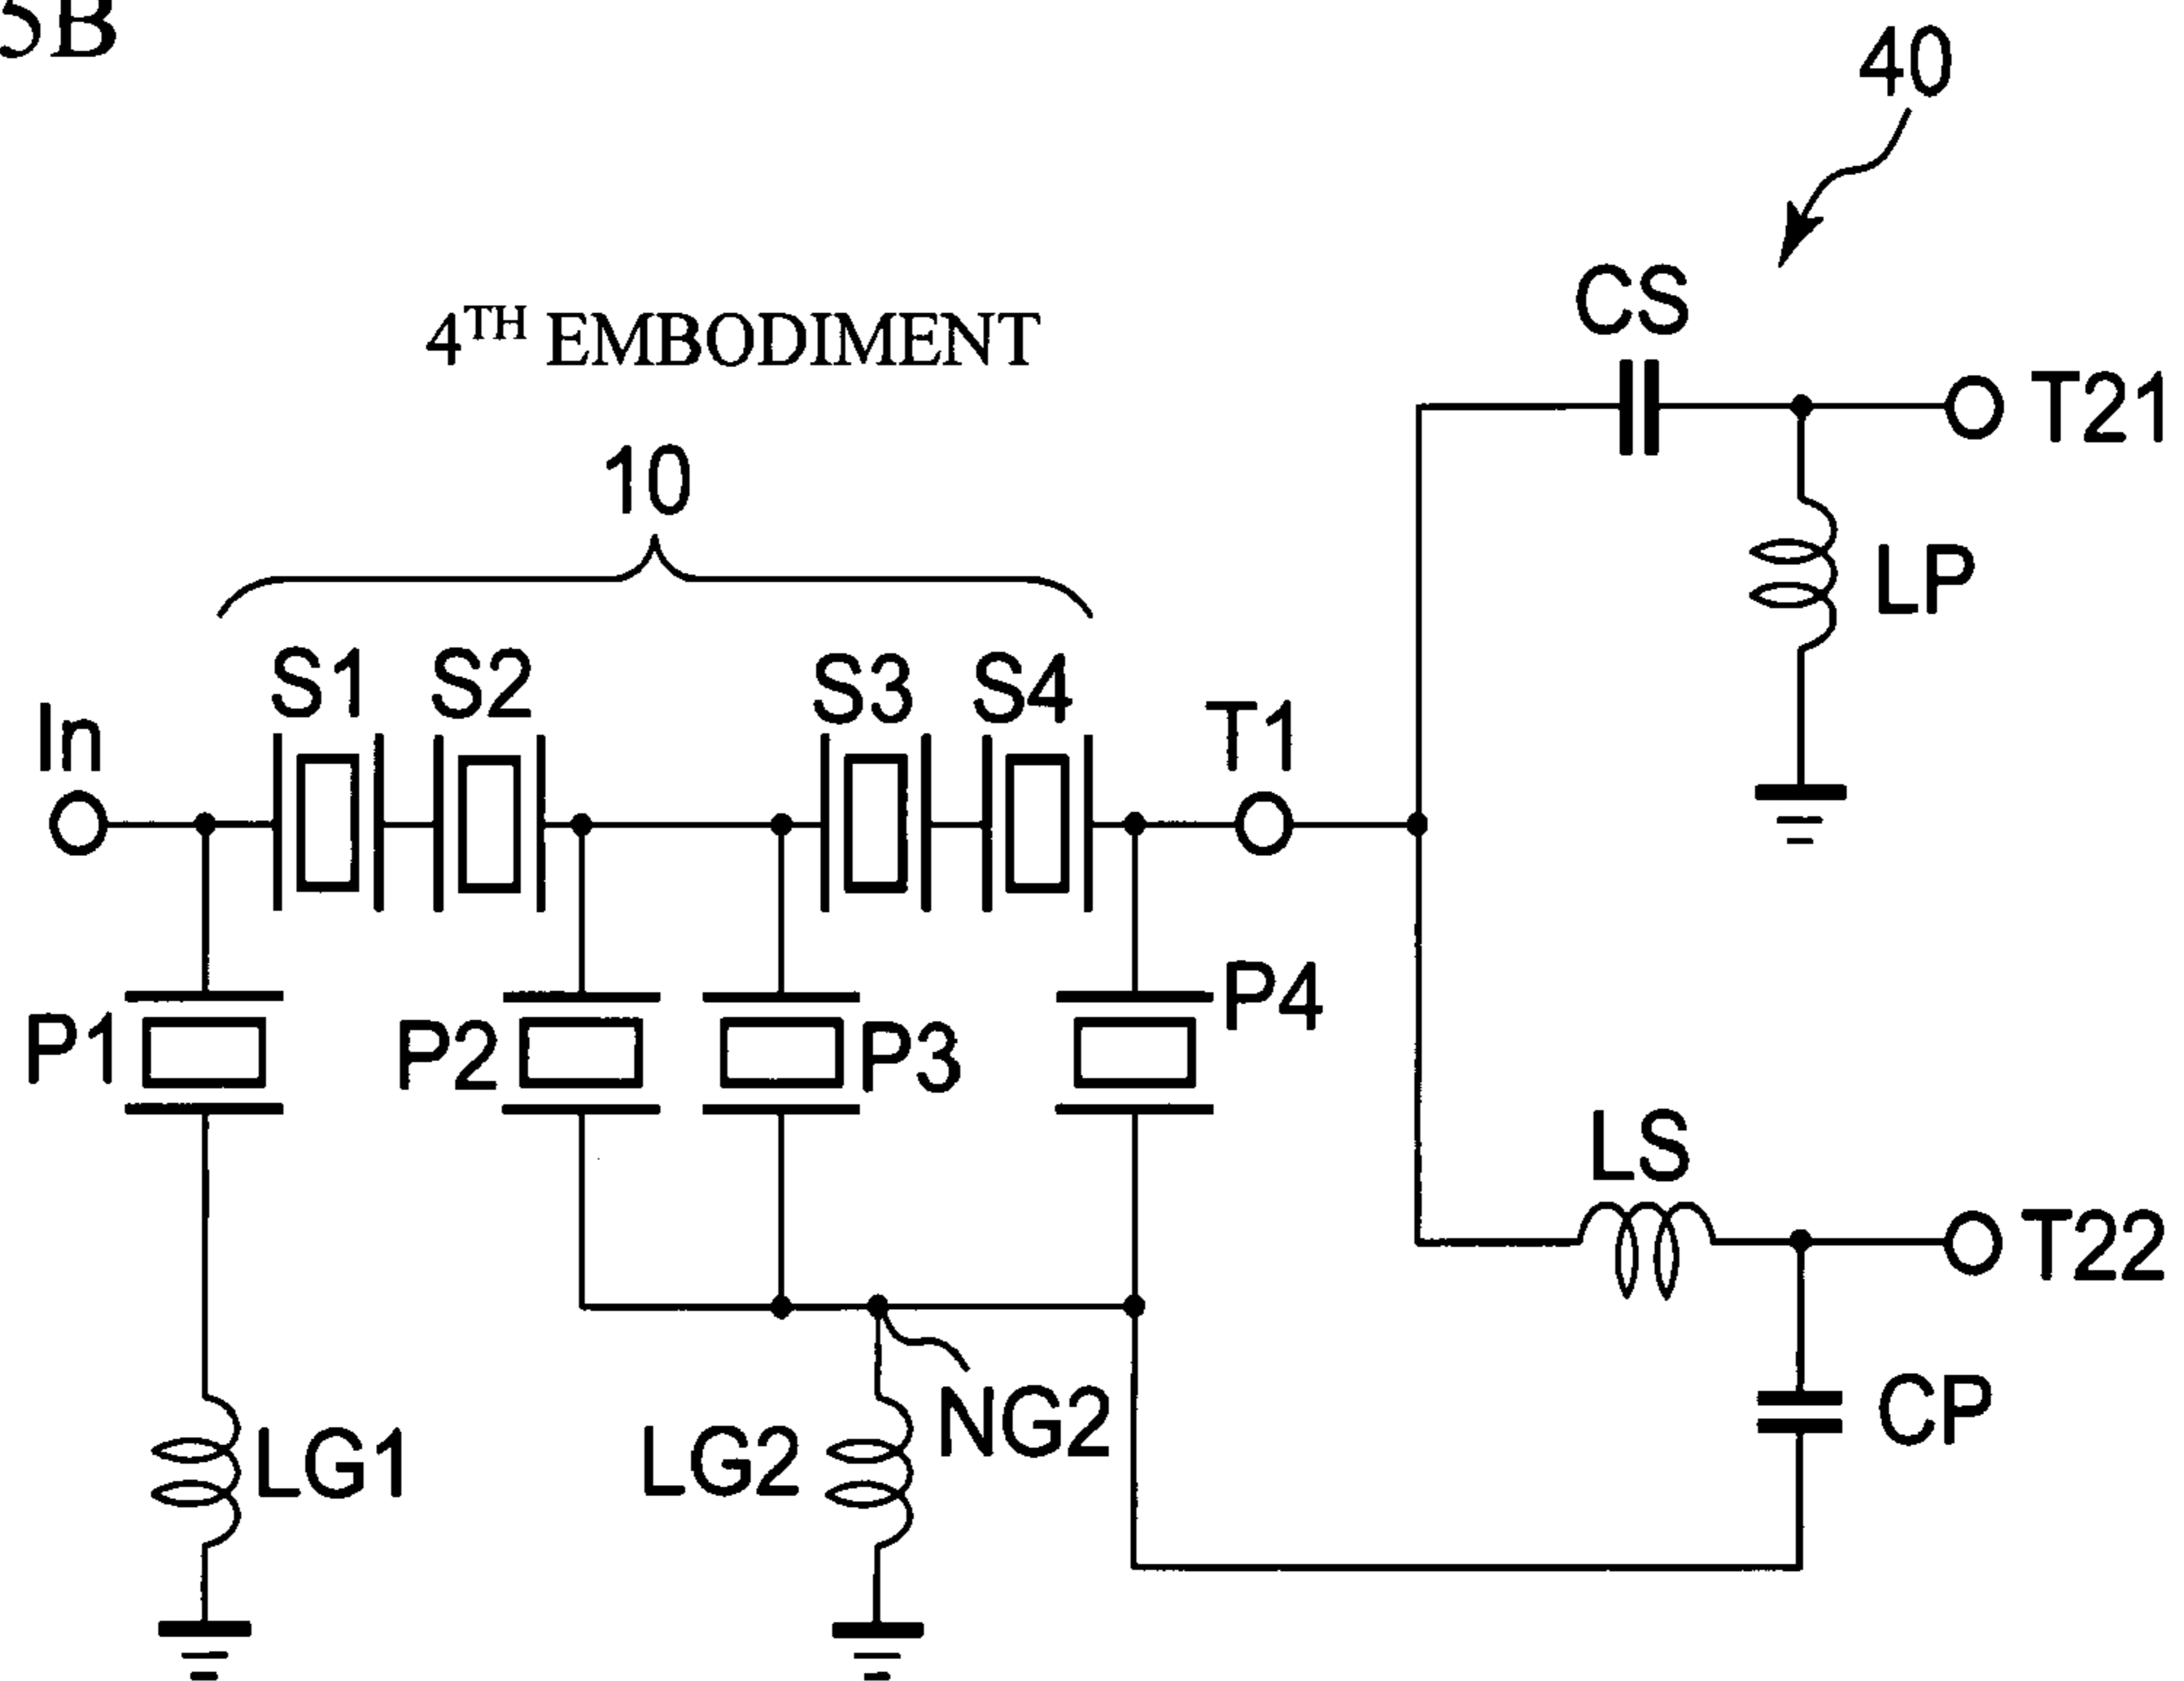 5B
40
CS
T21
4TH EMBODIMENT
10
LP
S1 S2 S3 S4
In
T1
P1 P2 P3 P4
LS
T22
NG2
CP
LG1 LG2